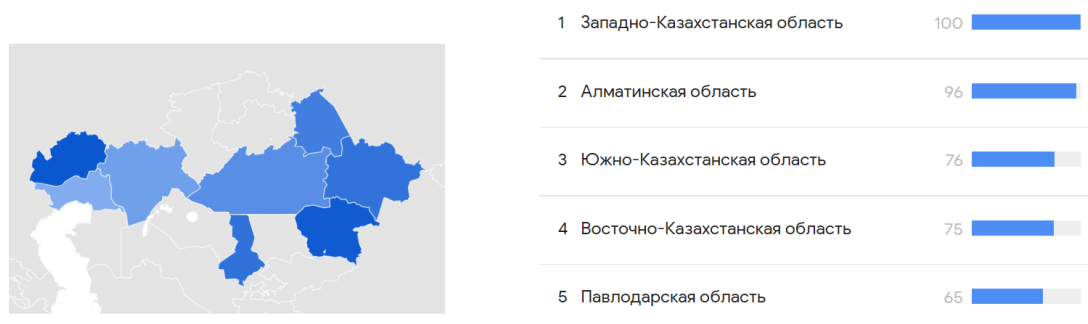 1 Западно-Казахстанская область 100
2 Алматинская область 96
3 Южно-Казахстанская область 76
4 Восточно-Казахстанская область 75
5 Павлодарская область 65